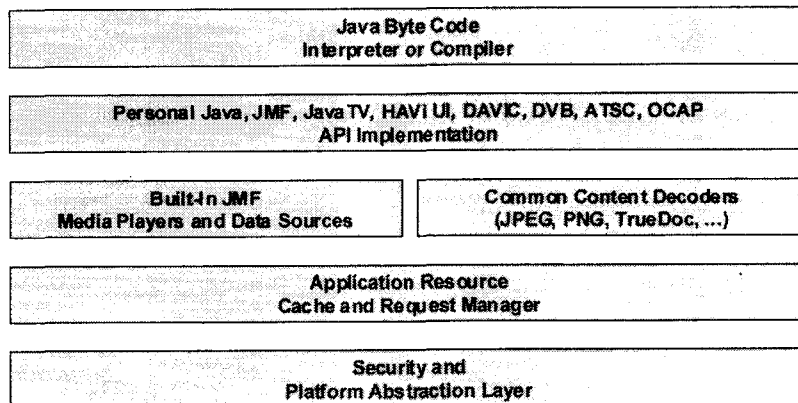 Java Byte Code
Interpreter or Compiler
Personal Java, JMF, JavaTV, HAVi UI, DAVIC, DVB, ATSC, OCAP
API Implementation
Built-In JMF
Media Players and Data Sources
Common Content Decoders
(JPEG, PNG, TrueDoc, ...)
Application Resource
Cache and Request Manager
Security and
Platform Abstraction Layer